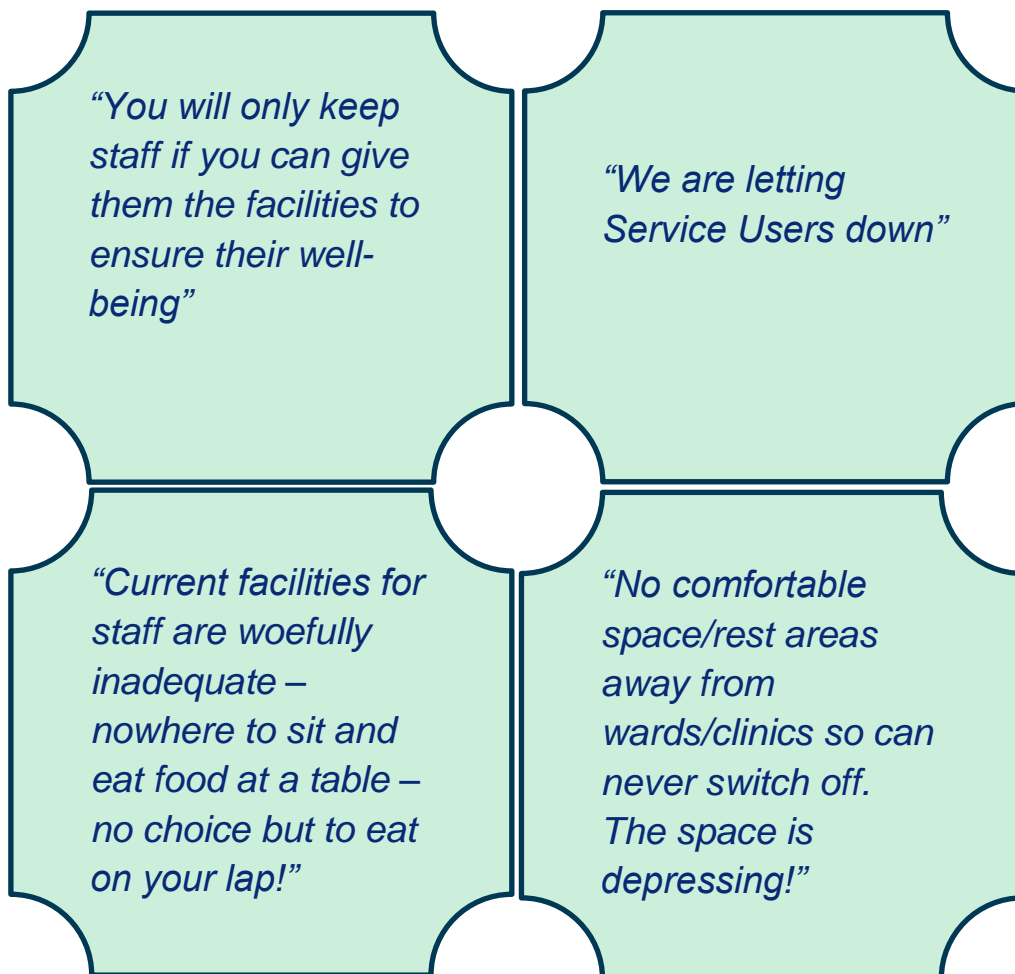 “You will only keep
staff if you can give
them the facilities to
ensure their well-
being”
“We are letting
Service Users down”
“Current facilities for
staff are woefully
inadequate –
nowhere to sit and
eat food at a table –
no choice but to eat
on your lap!”
“No comfortable
space/rest areas
away from
wards/clinics so can
never switch off.
The space is
depressing!”